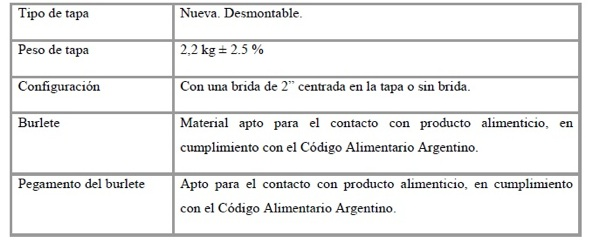 Tipo de tapa Nueva. Desmontable.
Peso de tapa 2,2 kg ± 2.5 %
Configuración Con una brida de 2” centrada en la tapa o sin brida.
Burlete Material apto para el contacto con producto alimenticio, en
cumplimiento con el Código Alimentario Argentino.
Pegamento del burlete Apto para el contacto con producto alimenticio, en cumplimiento
con el Código Alimentario Argentino.